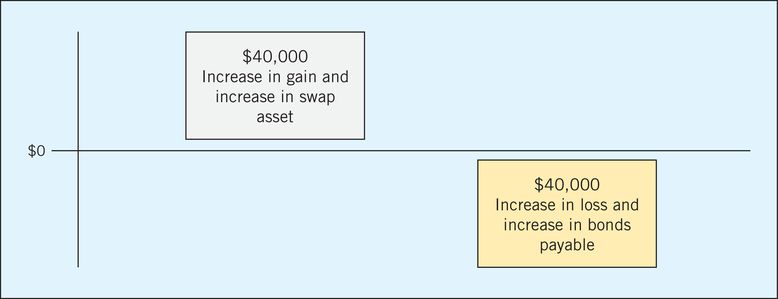 $40,000
Increase in gain and
increase in swap
asset
$0
$40,000
Increase in loss and
increase in bonds
payable